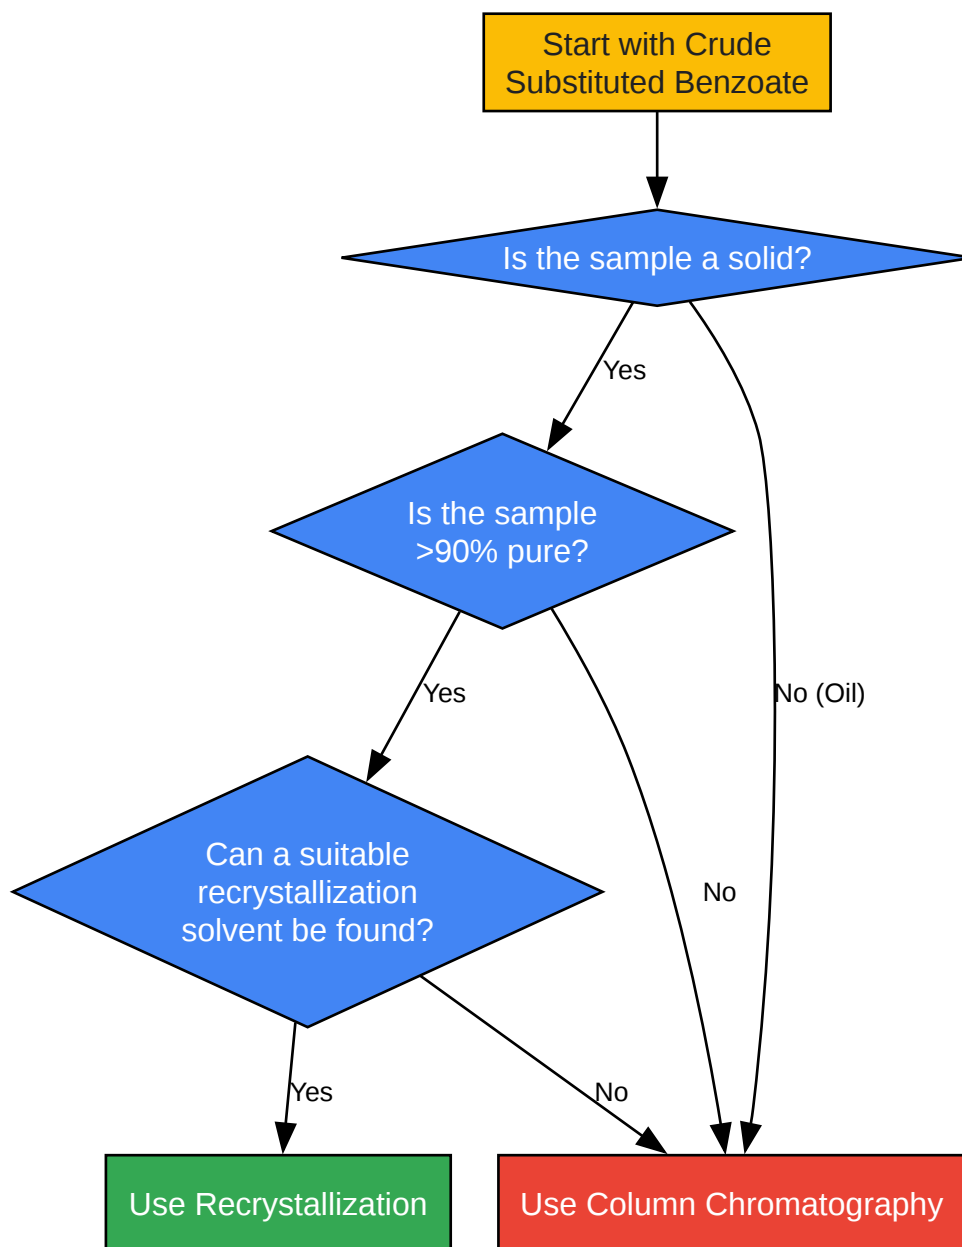 Start with Crude
Substituted Benzoate
Is the sample a solid?
Yes
Is the sample
>90% pure?
Yes
No (Oil)
Can a suitable
recrystallization
solvent be found?
No
Yes
No
Use Recrystallization
Use Column Chromatography